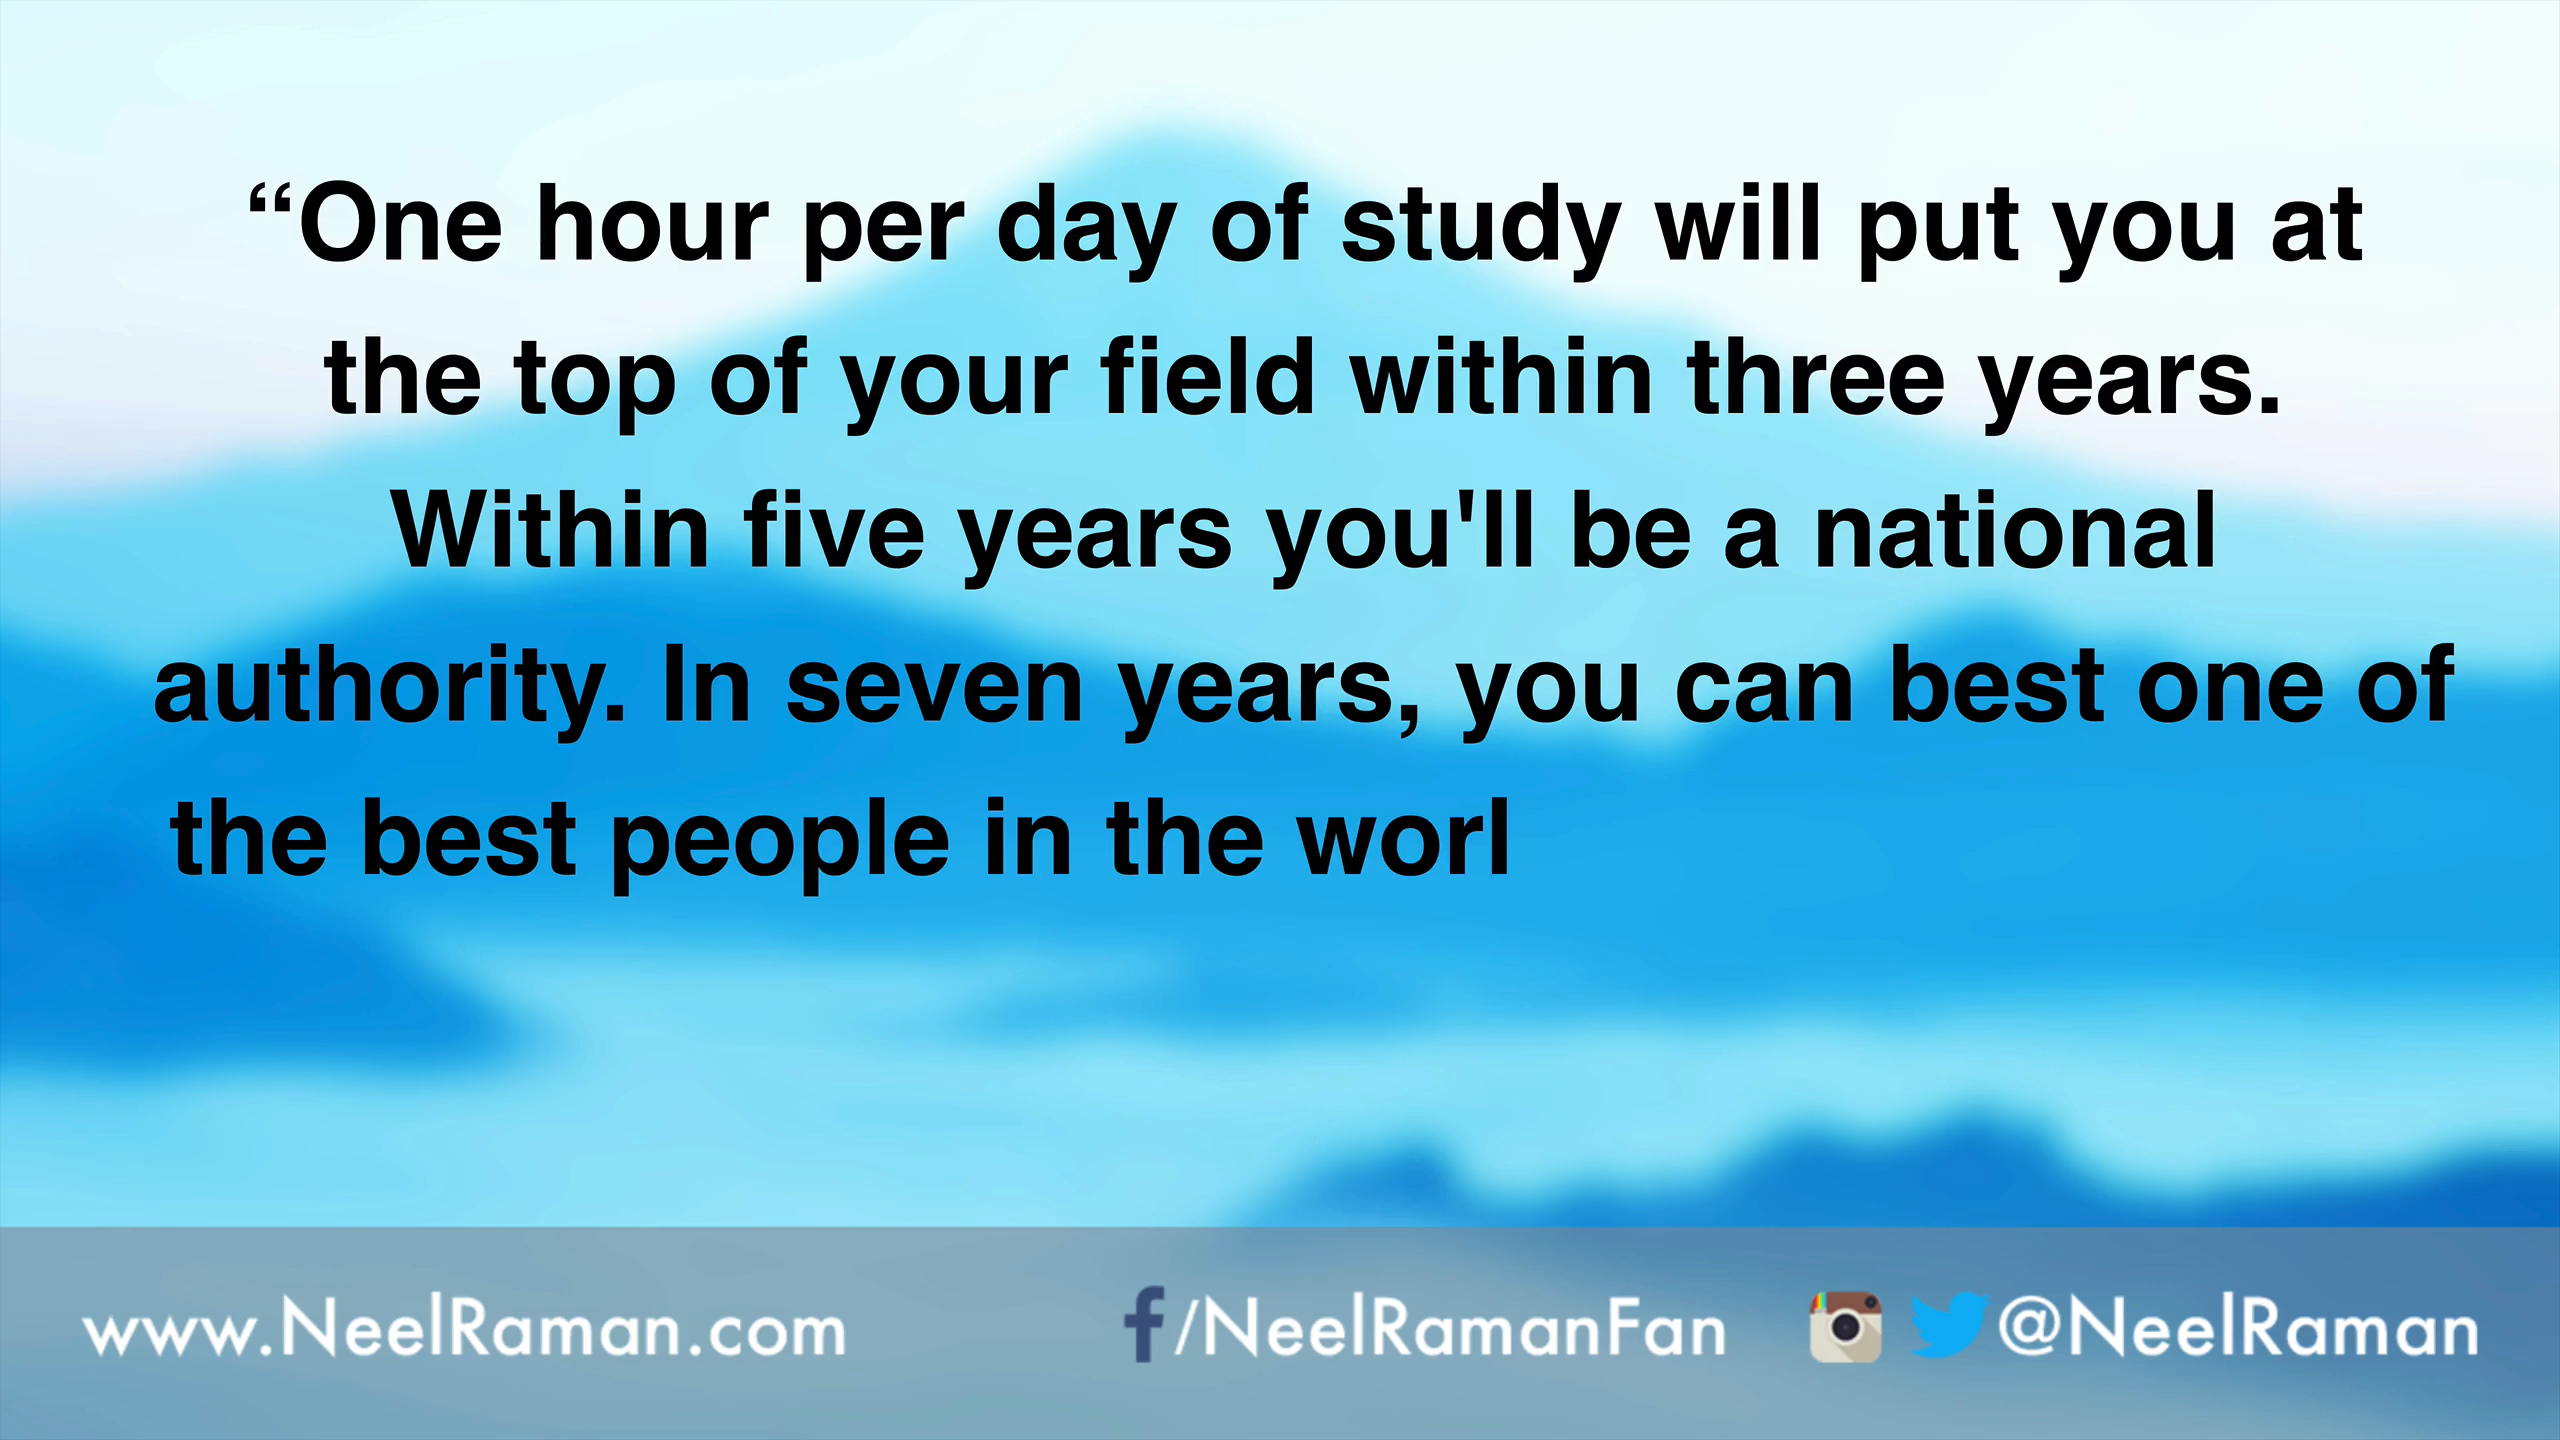 “One hour per day of study will put you at
the top of your field within three years.
Within five years you'll be a national
authority. In seven years, you can best one of
the best people in the worl
www.NeelRaman.com f/NeelRamanFan @NeelRaman